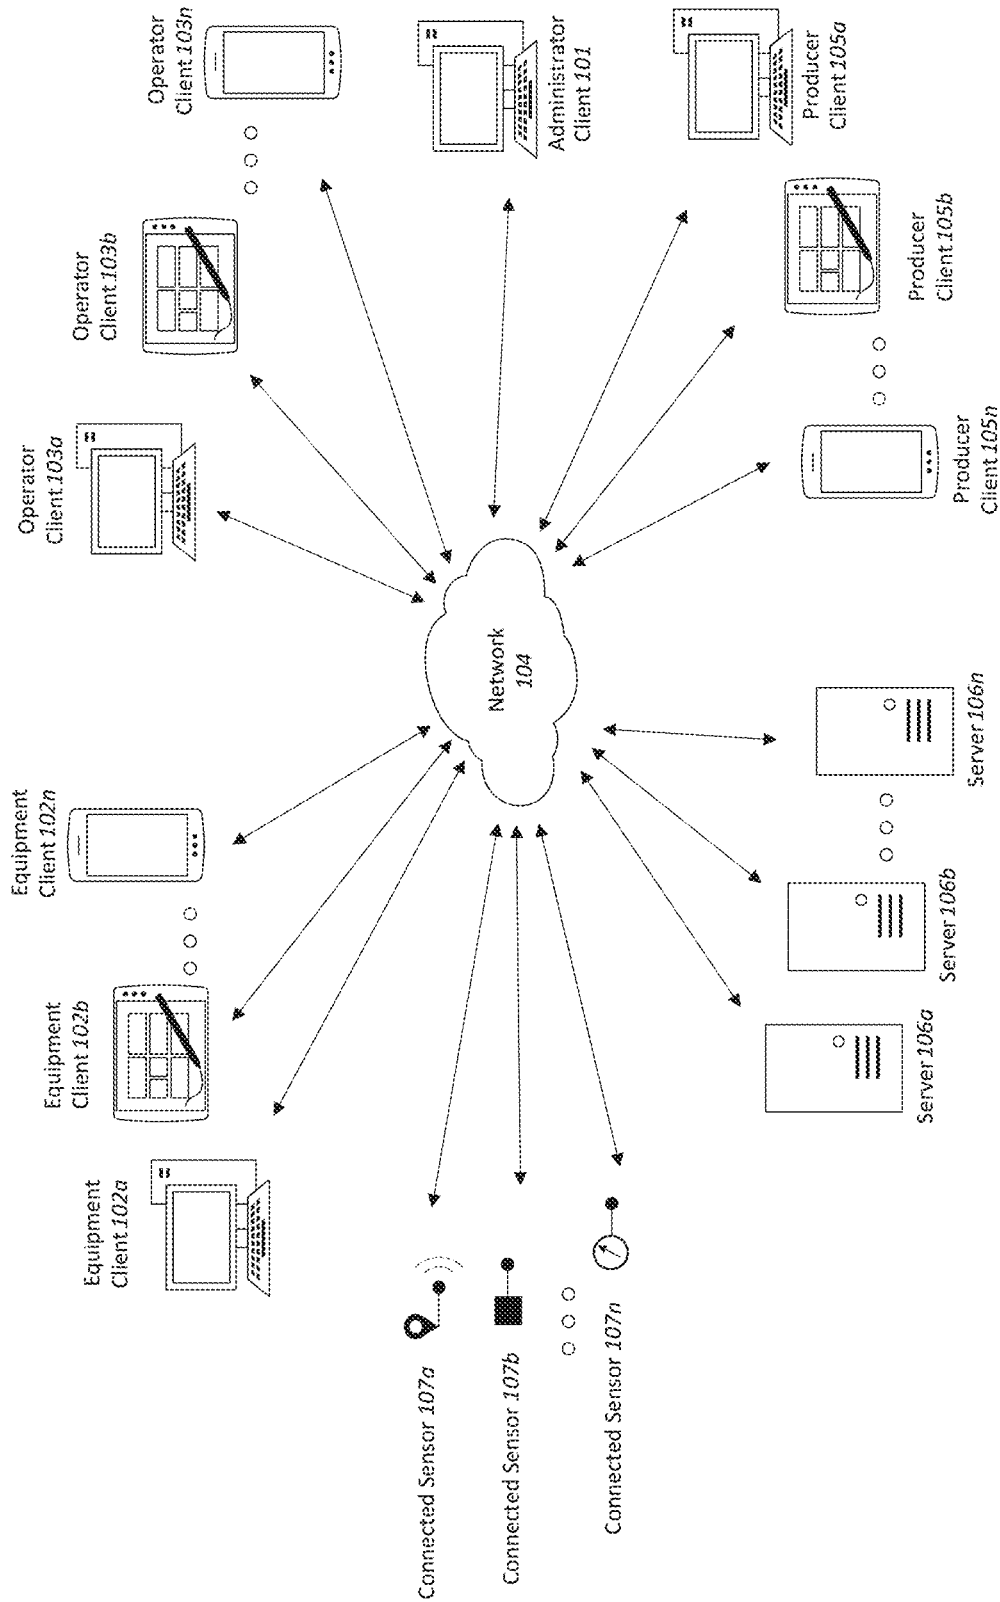 Equipment
Client 102a
Equipment
Client 102b
Equipment
Client 102n
Operator
Client 103a
Operator
Client 103b
Operator
Client 103n
Administrator
Client 101
Producer
Client 105a
Producer
Client 105b
Producer
Client 105n
Network
104
Connected Sensor 107a
Connected Sensor 107b
Connected Sensor 107n
Server 106a
Server 106b
Server 106n